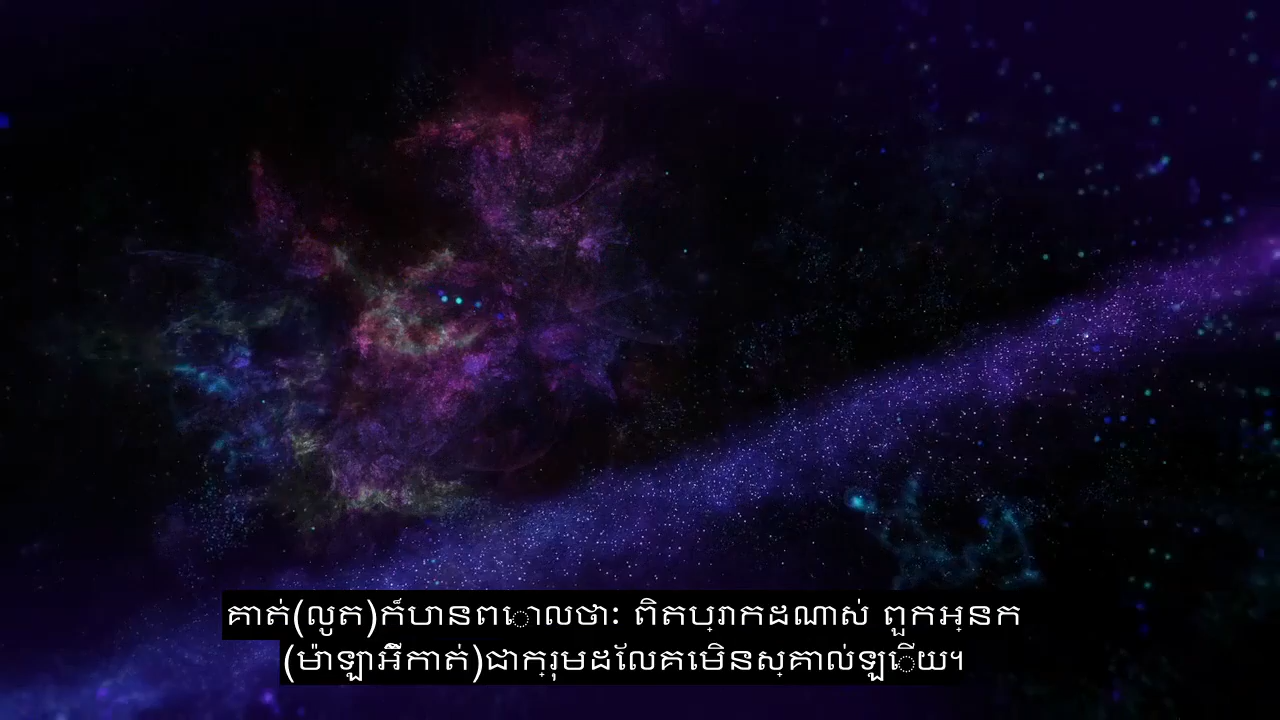 គាត់(លូត)ក៏បានពោលថាៈ ពិតប្រាកដណាស់ ពួកអ្នក
(ម៉ាឡាអ៊ីកាត់)ជាក្រុមដែលគេមិនស្គាល់ឡើយ។